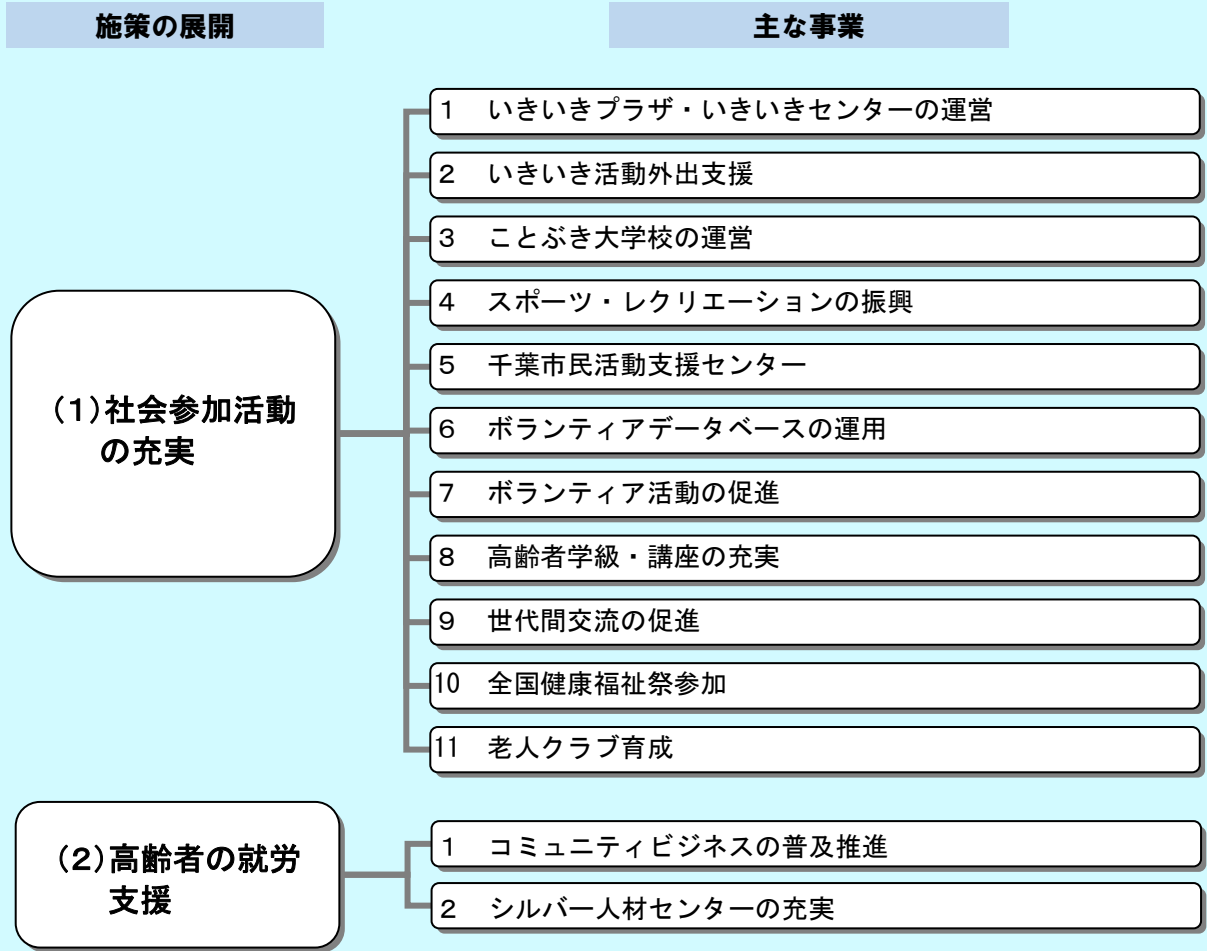 施策の展開
主な事業
(1)社会参加活動
の充実
1 いきいきプラザ・いきいきセンターの運営
2 いきいき活動外出支援
3 ことぶき大学校の運営
4 スポーツ・レクリエーションの振興
5 千葉市民活動支援センター
6 ボランティアデータベースの運用
7 ボランティア活動の促進
8 高齢者学級・講座の充実
9 世代間交流の促進
10 全国健康福祉祭参加
11 老人クラブ育成
(2)高齢者の就労
支援
1 コミュニティビジネスの普及推進
2 シルバー人材センターの充実